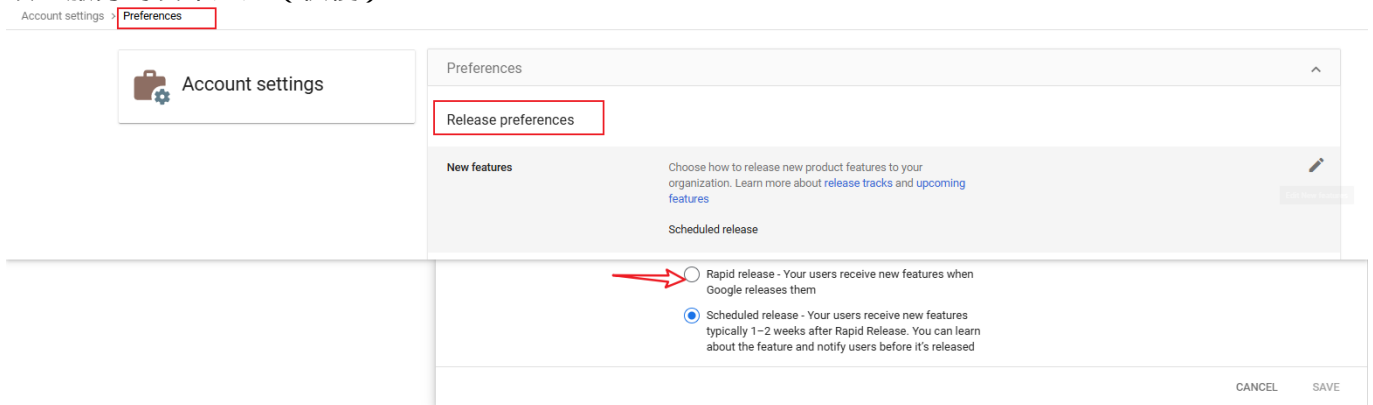 Account settings > Preferences
Account settings
Preferences
Release preferences
New features
Choose how to release new product features to your
organization. Learn more about release tracks and upcoming
features
Scheduled release
Rapid release - Your users receive new features when
Google releases them
Scheduled release - Your users receive new features
typically 1–2 weeks after Rapid Release. You can learn
about the feature and notify users before it's released
CANCEL SAVE